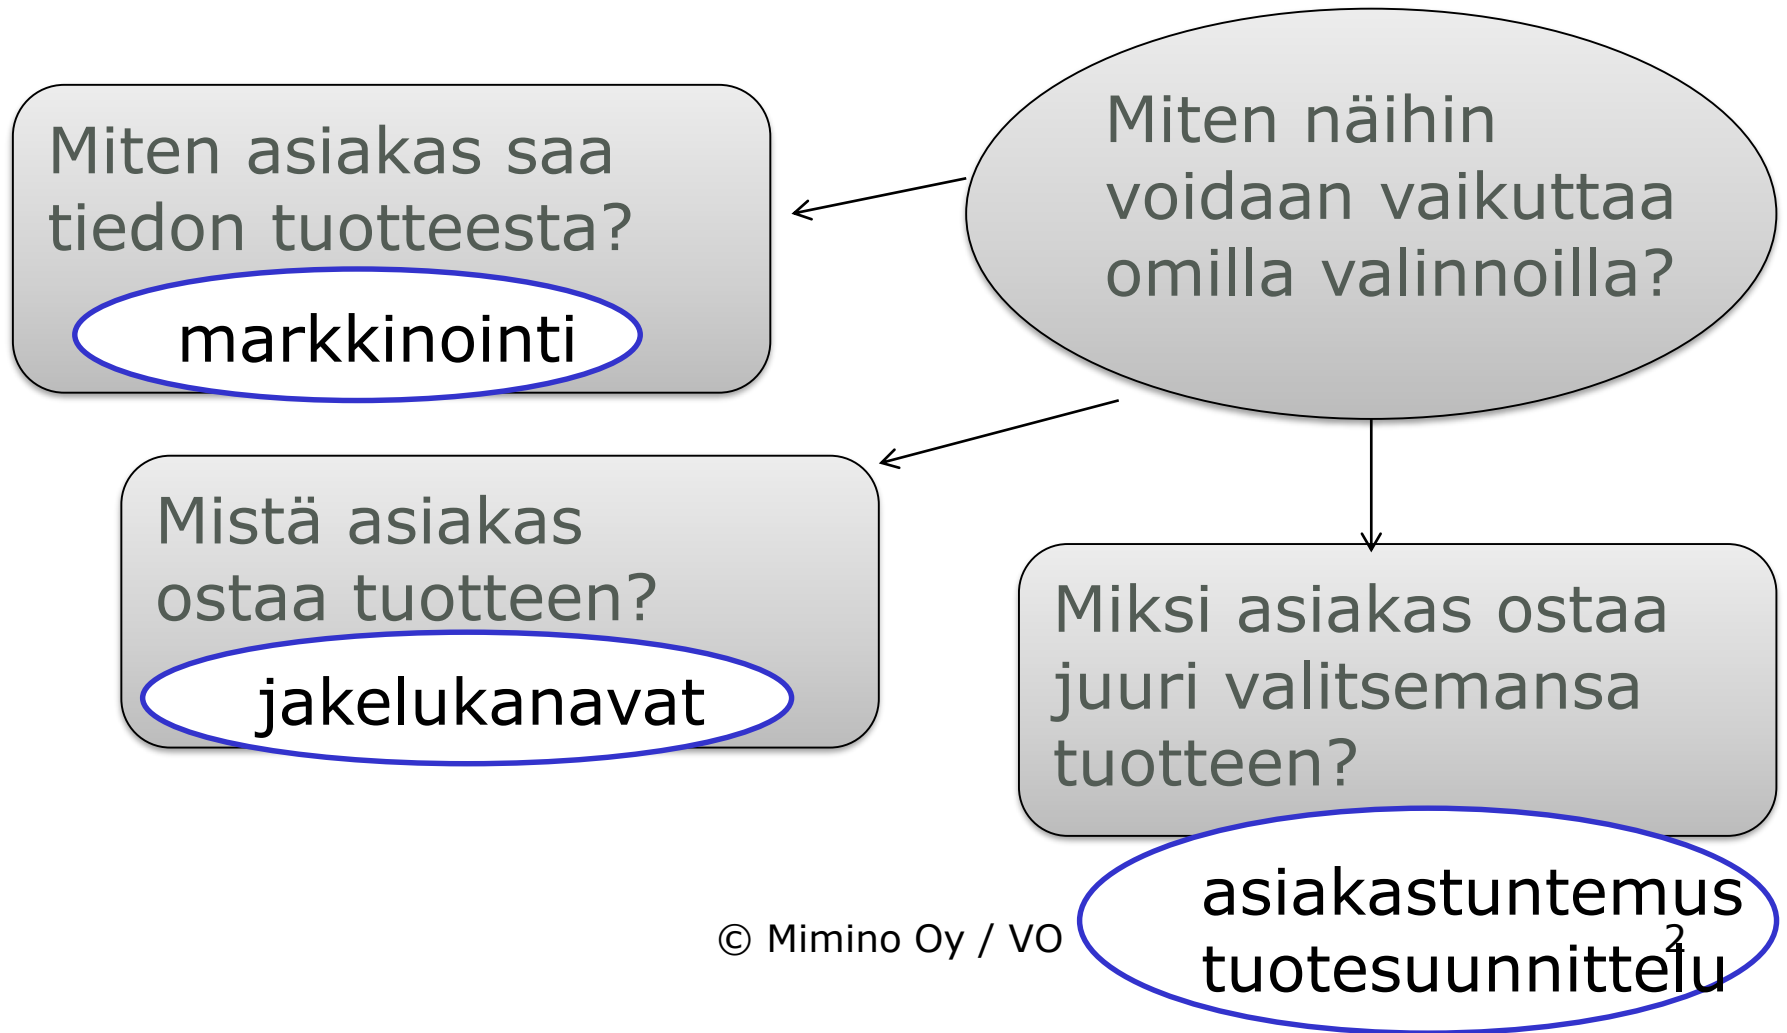 Miten asiakas saa
tiedon tuotteesta?
markkinointi
Miten näihin
voidaan vaikuttaa
omilla valinnoilla?
Mistä asiakas
ostaa tuotteen?
jakelukanavat
Miksi asiakas ostaa
juuri valitsemansa
tuotteen?
asiakastuntemus
tuotesuunnittelu
© Mimino Oy / VO
2